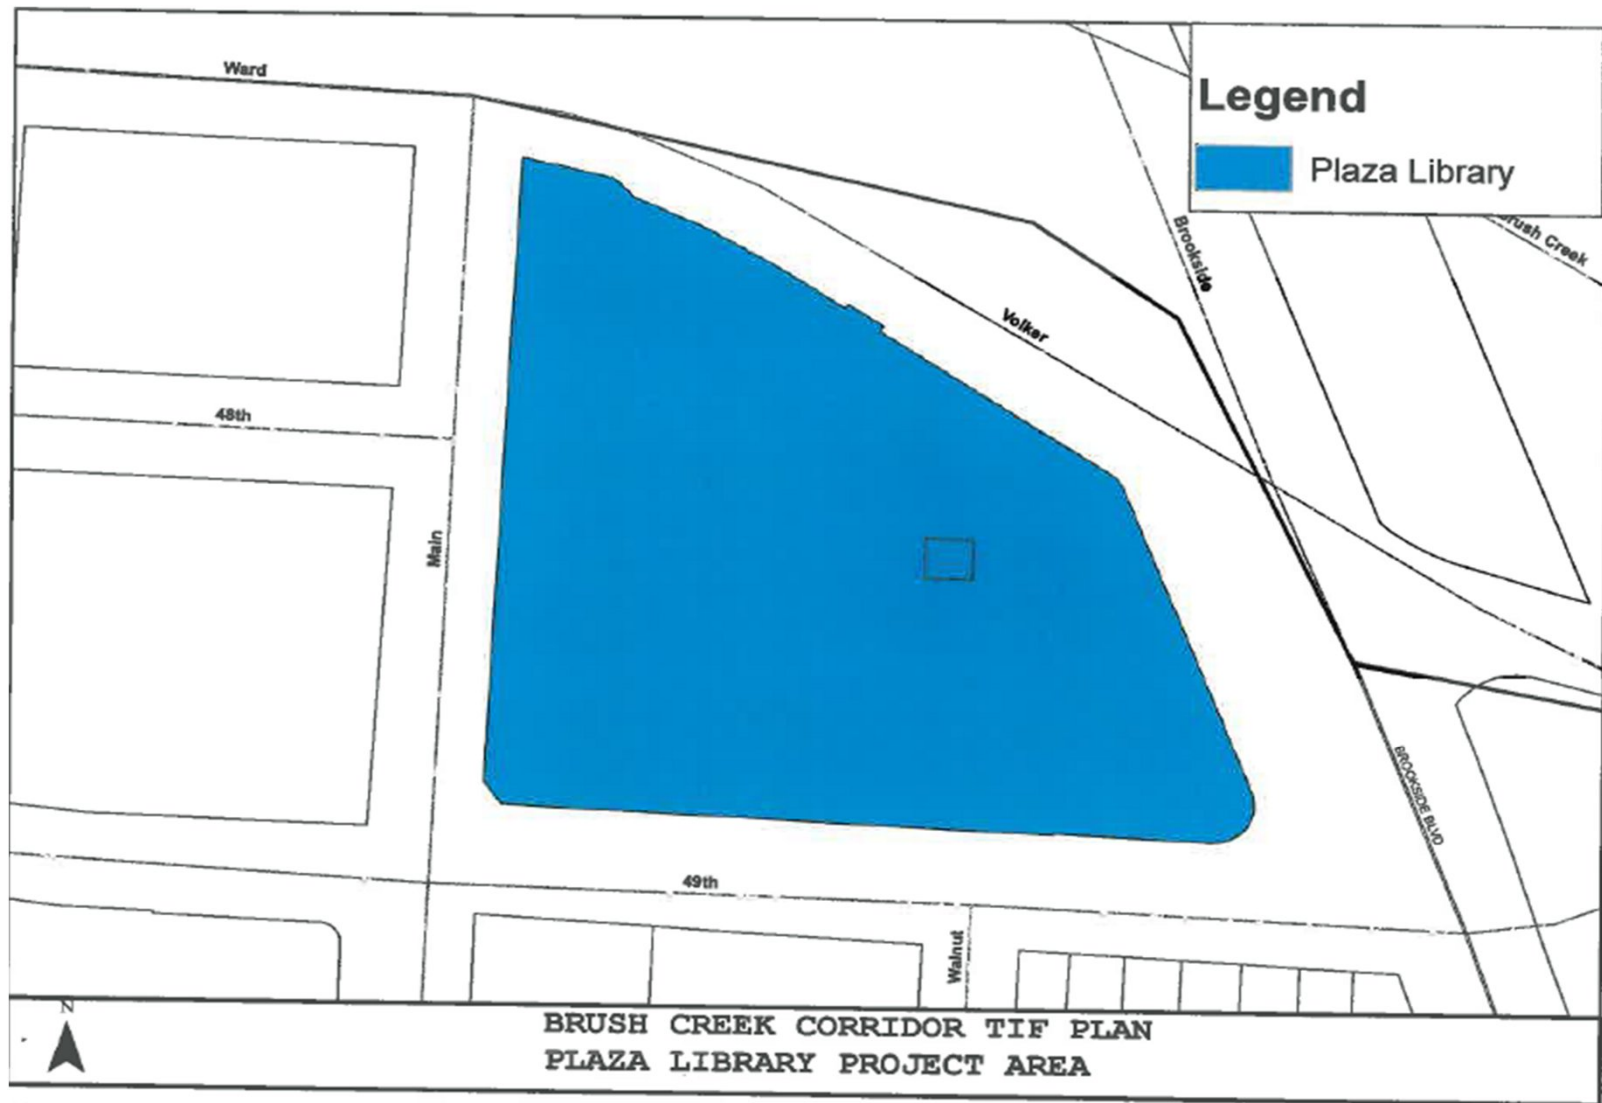 Ward
Legend
Plaza Library
Brookside
Brush Creek
Volker
48th
Main
BROOKSIDE BLVD
49th
Walnut
N
BRUSH CREEK CORRIDOR TIF PLAN
PLAZA LIBRARY PROJECT AREA